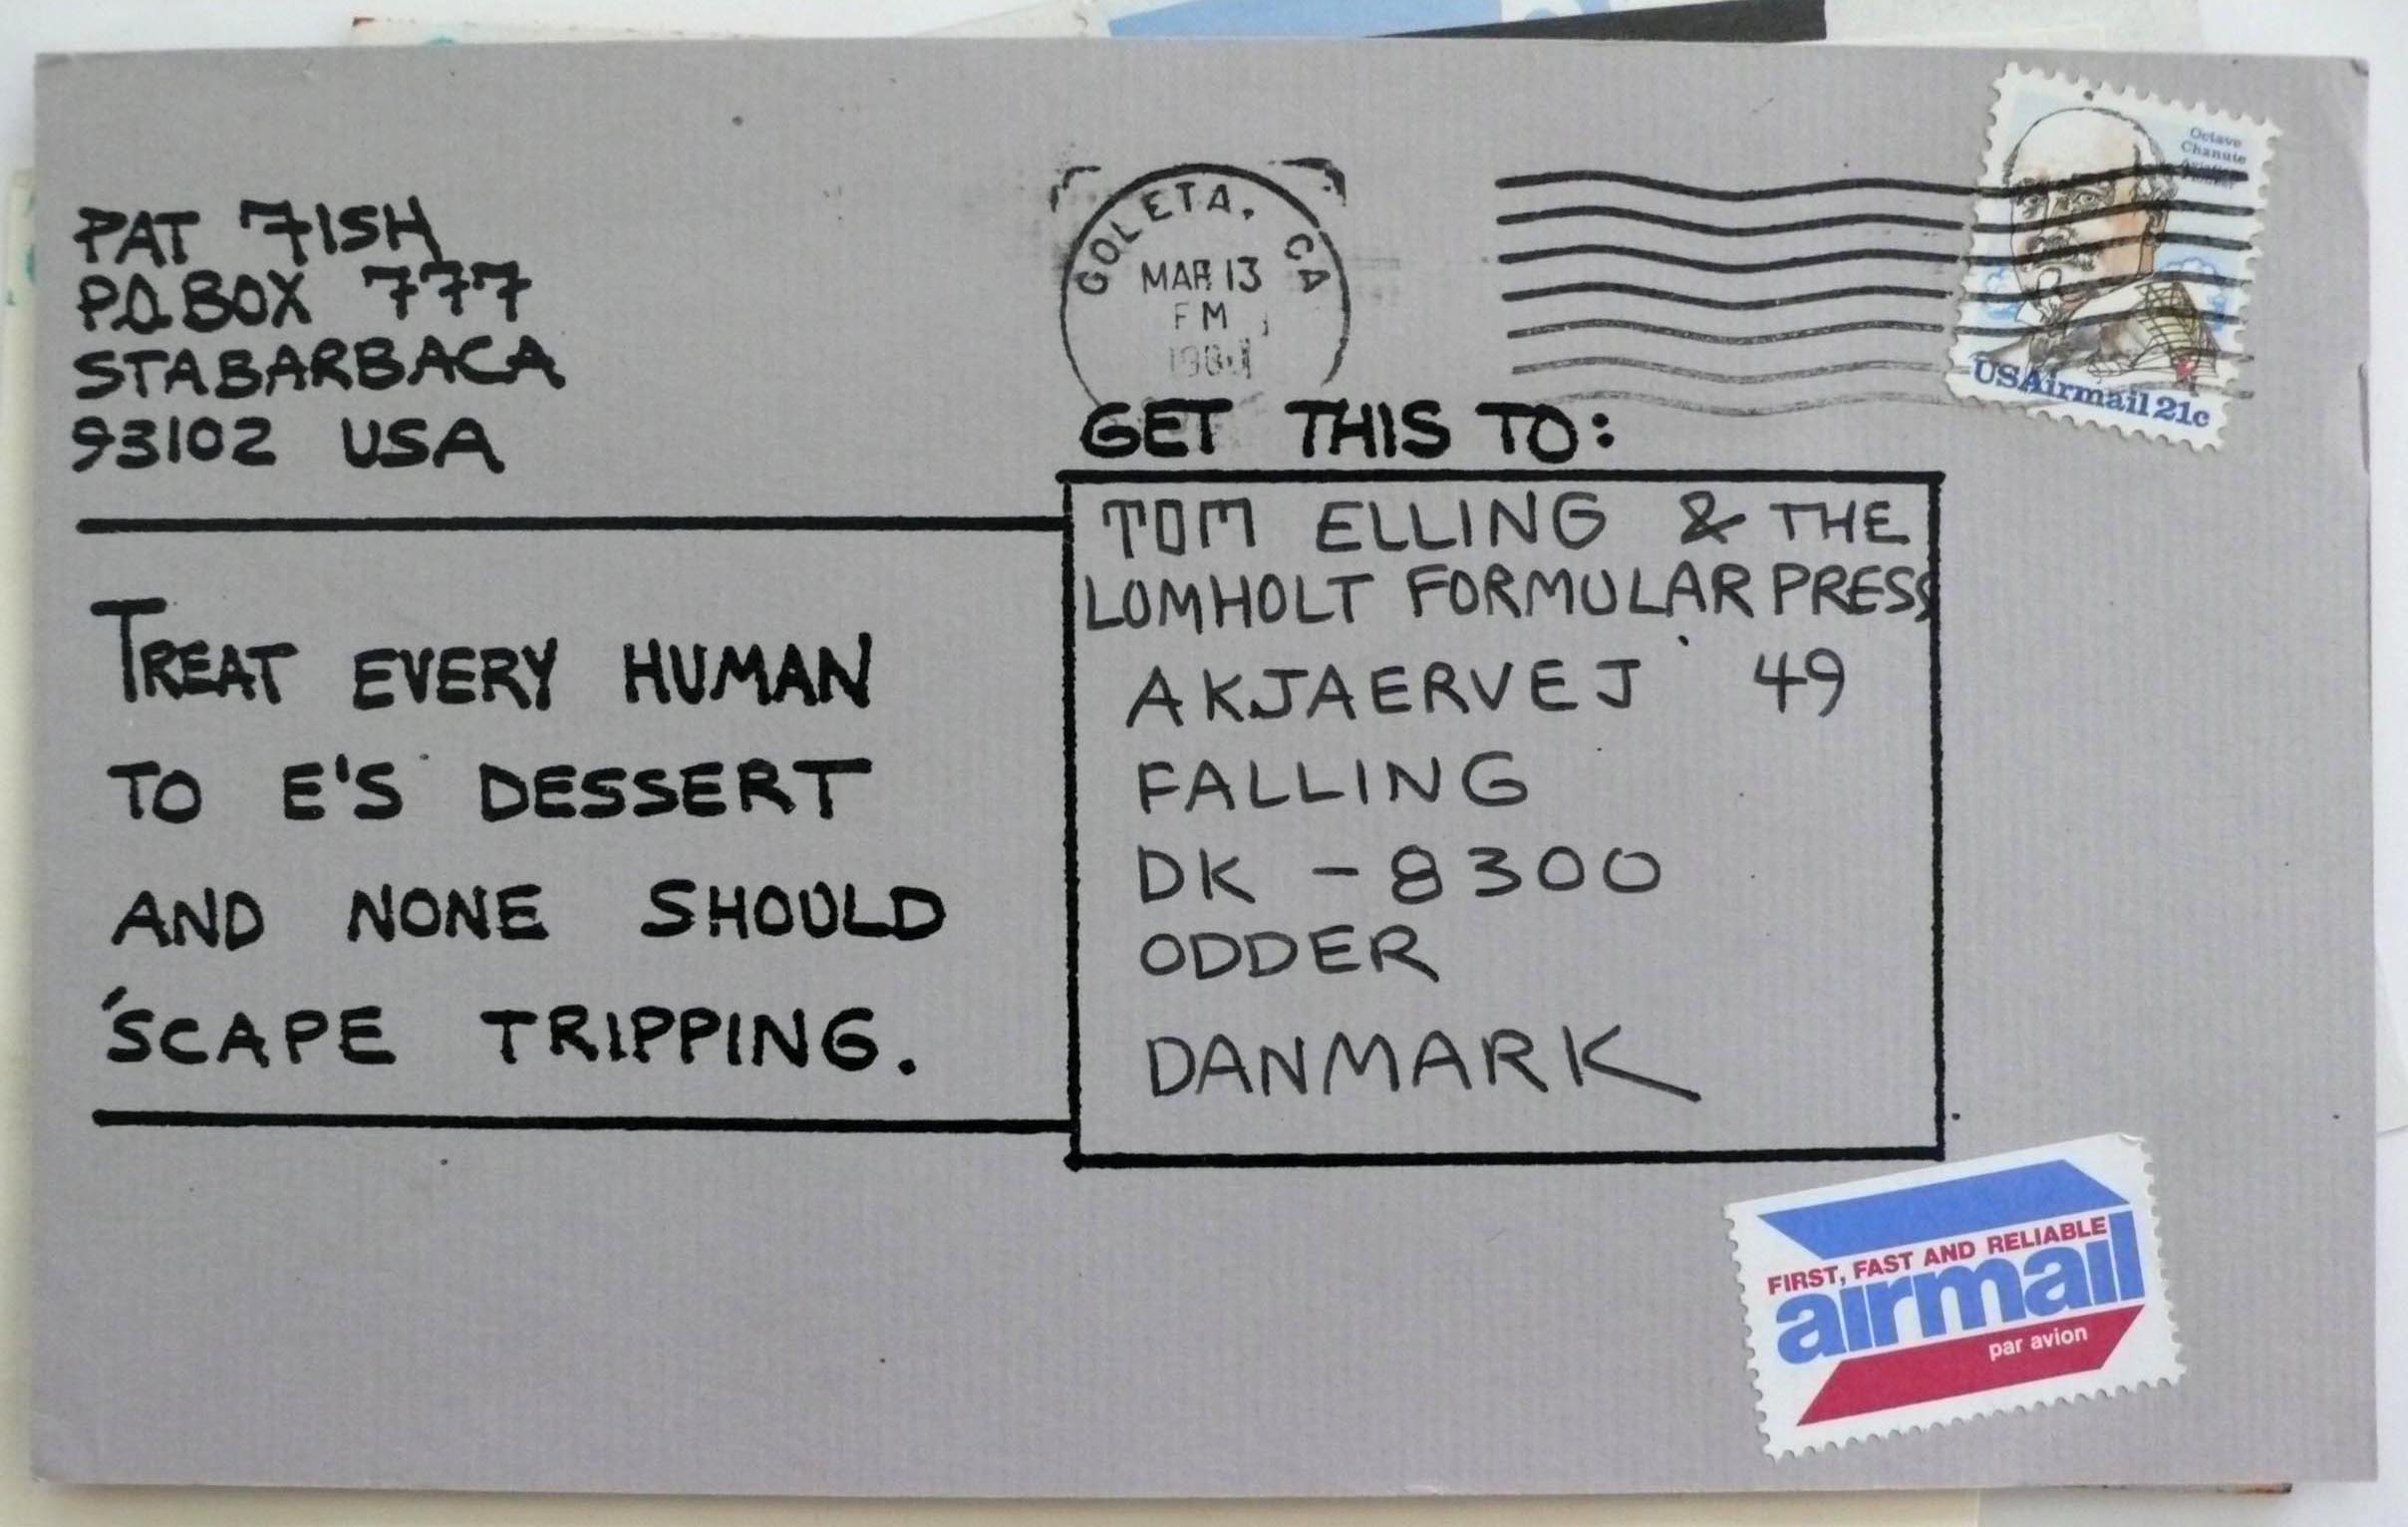 PAT FISH
P.O. BOX 777
STA BARBACA
93102 USA
GOLETA, CA
MAR 13
PM
Octave
Chanute
USAirmail 21c
GET THIS TO:
TOM ELLING & THE
LOMHOLT FORMULAR PRESS
AKJAERVEJ 49
FALLING
DK - 8300
ODDER
DANMARK
TREAT EVERY HUMAN
TO E'S DESSERT
AND NONE SHOULD
'SCAPE TRIPPING.
FIRST, FAST AND RELIABLE
airmail
par avion